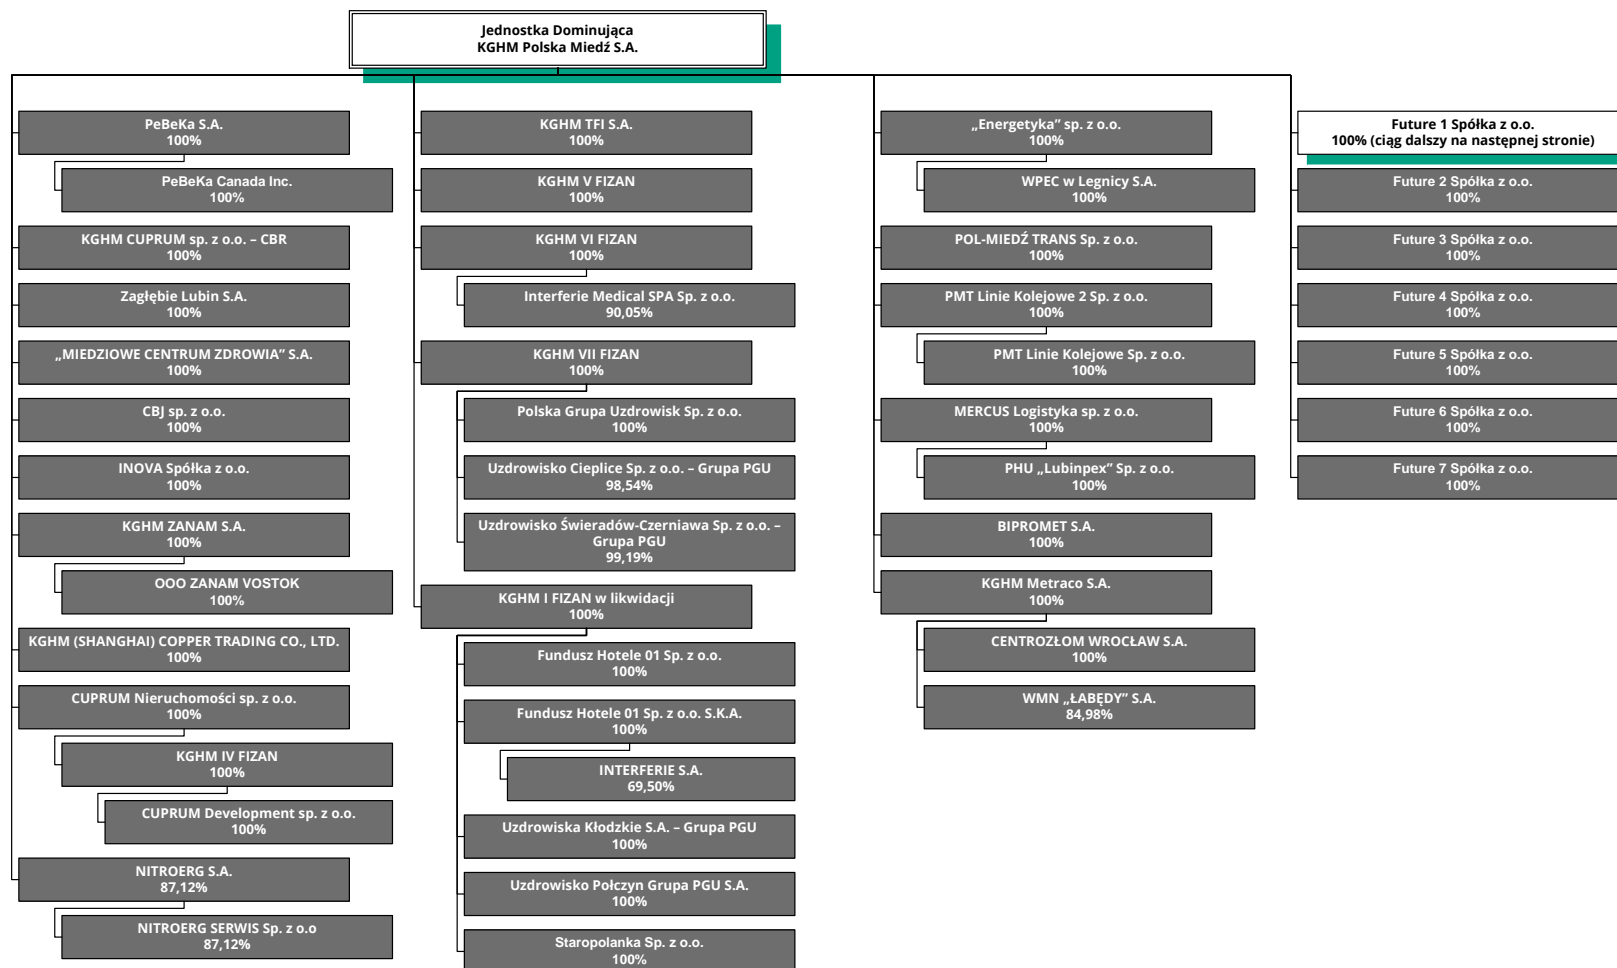 Jednostka Dominująca
KGHM Polska Miedź S.A.
PeBeKa S.A.
100%
PeBeKa Canada Inc.
100%
KGHM CUPRUM sp. z o.o. – CBR
100%
Zagłębie Lubin S.A.
100%
„MIEDZIOWE CENTRUM ZDROWIA” S.A.
100%
CBJ sp. z o.o.
100%
INOVA Spółka z o.o.
100%
KGHM ZANAM S.A.
100%
OOO ZANAM VOSTOK
100%
KGHM (SHANGHAI) COPPER TRADING CO., LTD.
100%
CUPRUM Nieruchomości sp. z o.o.
100%
KGHM IV FIZAN
100%
CUPRUM Development sp. z o.o.
100%
NITROERG S.A.
87,12%
NITROERG SERWIS Sp. z o.o
87,12%
KGHM TFI S.A.
100%
KGHM V FIZAN
100%
KGHM VI FIZAN
100%
Interferie Medical SPA Sp. z o.o.
90,05%
KGHM VII FIZAN
100%
Polska Grupa Uzdrowisk Sp. z o.o.
100%
Uzdrowisko Cieplice Sp. z o.o. – Grupa PGU
98,54%
Uzdrowisko Świeradów-Czerniawa Sp. z o.o. –
Grupa PGU
99,19%
KGHM I FIZAN w likwidacji
100%
Fundusz Hotele 01 Sp. z o.o.
100%
Fundusz Hotele 01 Sp. z o.o. S.K.A.
100%
INTERFERIE S.A.
69,50%
Uzdrowiska Kłodzkie S.A. – Grupa PGU
100%
Uzdrowisko Połczyn Grupa PGU S.A.
100%
Staropolanka Sp. z o.o.
100%
„Energetyka” sp. z o.o.
100%
WPEC w Legnicy S.A.
100%
POL-MIEDŹ TRANS Sp. z o.o.
100%
PMT Linie Kolejowe 2 Sp. z o.o.
100%
PMT Linie Kolejowe Sp. z o.o.
100%
MERCUS Logistyka sp. z o.o.
100%
PHU „Lubinpex” Sp. z o.o.
100%
BIPROMET S.A.
100%
KGHM Metraco S.A.
100%
CENTROZŁOM WROCŁAW S.A.
100%
WMN „ŁABĘDY” S.A.
84,98%
Future 1 Spółka z o.o.
100% (ciąg dalszy na następnej stronie)
Future 2 Spółka z o.o.
100%
Future 3 Spółka z o.o.
100%
Future 4 Spółka z o.o.
100%
Future 5 Spółka z o.o.
100%
Future 6 Spółka z o.o.
100%
Future 7 Spółka z o.o.
100%